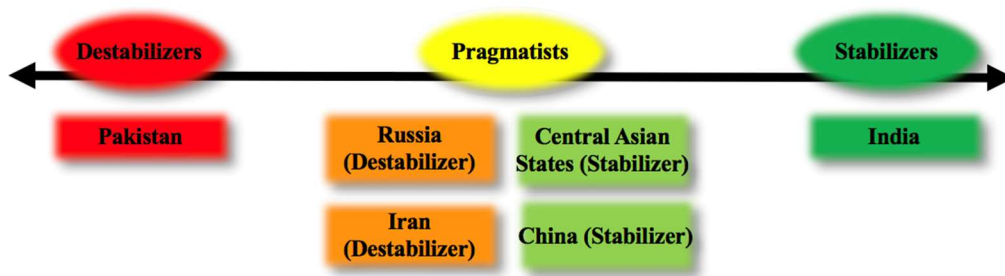 Destabilizers
Pragmatists
Stabilizers
Pakistan
Russia
(Destabilizer)
Central Asian
States (Stabilizer)
India
Iran
(Destabilizer)
China (Stabilizer)